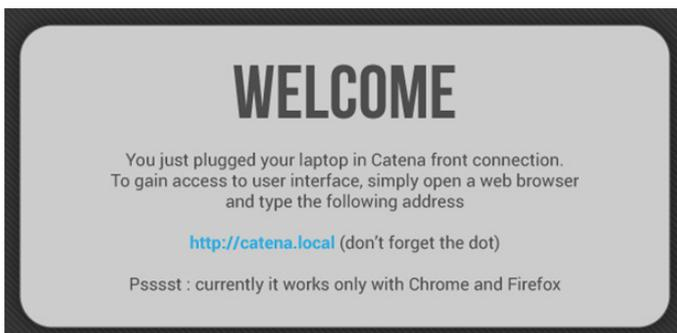 WELCOME
You just plugged your laptop in Catena front connection.
To gain access to user interface, simply open a web browser
and type the following address
http://catena.local (don't forget the dot)
Psssst : currently it works only with Chrome and Firefox